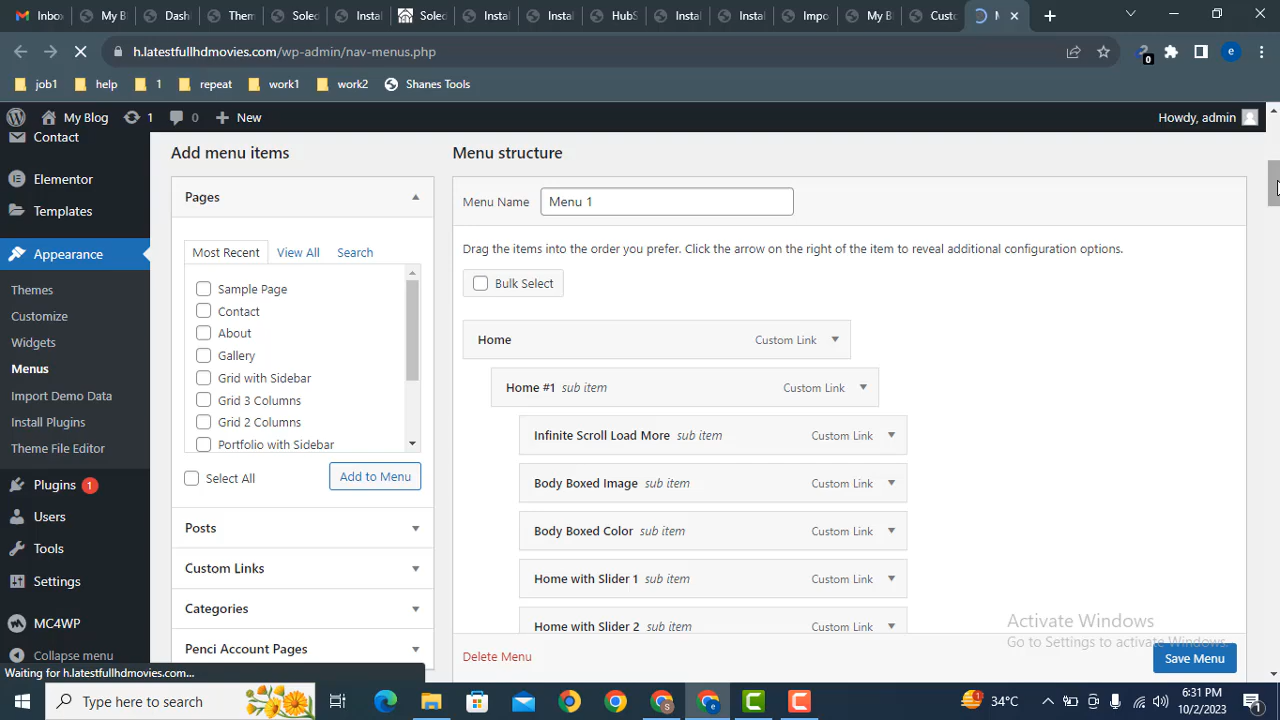 Inbox
My B
Dash
Them
Solec
Instal
Solec
Instal
Instal
HubS
Instal
Instal
Impo
My B
Custo
M
h.latestfullhdmovies.com/wp-admin/nav-menus.php
0
e
job1
help
1
repeat
work1
work2
Shanes Tools
My Blog
1
0
New
Howdy, admin
Contact
Elementor
Templates
Appearance
Themes
Customize
Widgets
Menus
Import Demo Data
Install Plugins
Theme File Editor
Plugins 1
Users
Tools
Settings
MC4WP
Collapse menu
Add menu items
Pages
Most Recent
View All
Search
Sample Page
Contact
About
Gallery
Grid with Sidebar
Grid 3 Columns
Grid 2 Columns
Portfolio with Sidebar
Select All
Add to Menu
Posts
Custom Links
Categories
Penci Account Pages
Menu structure
Menu Name
Menu 1
Drag the items into the order you prefer. Click the arrow on the right of the item to reveal additional configuration options.
Bulk Select
Home Custom Link
Home #1 sub item Custom Link
Infinite Scroll Load More sub item Custom Link
Body Boxed Image sub item Custom Link
Body Boxed Color sub item Custom Link
Home with Slider 1 sub item Custom Link
Home with Slider 2 sub item Custom Link
Delete Menu
Save Menu
Activate Windows
Go to Settings to activate Windows.
Waiting for h.latestfullhdmovies.com...
Type here to search
S
e
1
34°C
6:31 PM
10/2/2023
1